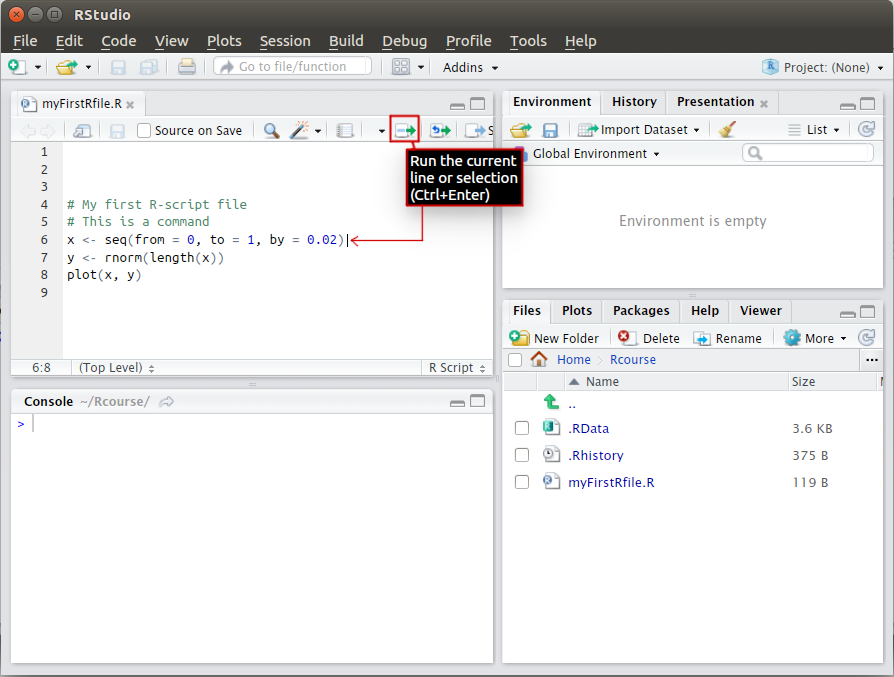 RStudio
File Edit Code View Plots Session Build Debug Profile Tools Help
Go to file/function Addins Project: (None)
myFirstRfile.R
Source on Save S
Run the current
line or selection
(Ctrl+Enter)
1
2
3
4 # My first R-script file
5 # This is a command
6 x <- seq(from = 0, to = 1, by = 0.02)
7 y <- rnorm(length(x))
8 plot(x, y)
9
6:8 (Top Level) R Script
Console ~/Rcourse/
>
Environment History Presentation
Import Dataset List
Global Environment
Environment is empty
Files Plots Packages Help Viewer
New Folder Delete Rename More
Home Rcourse ...
Name Size
..
.RData 3.6 KB
.Rhistory 375 B
myFirstRfile.R 119 B